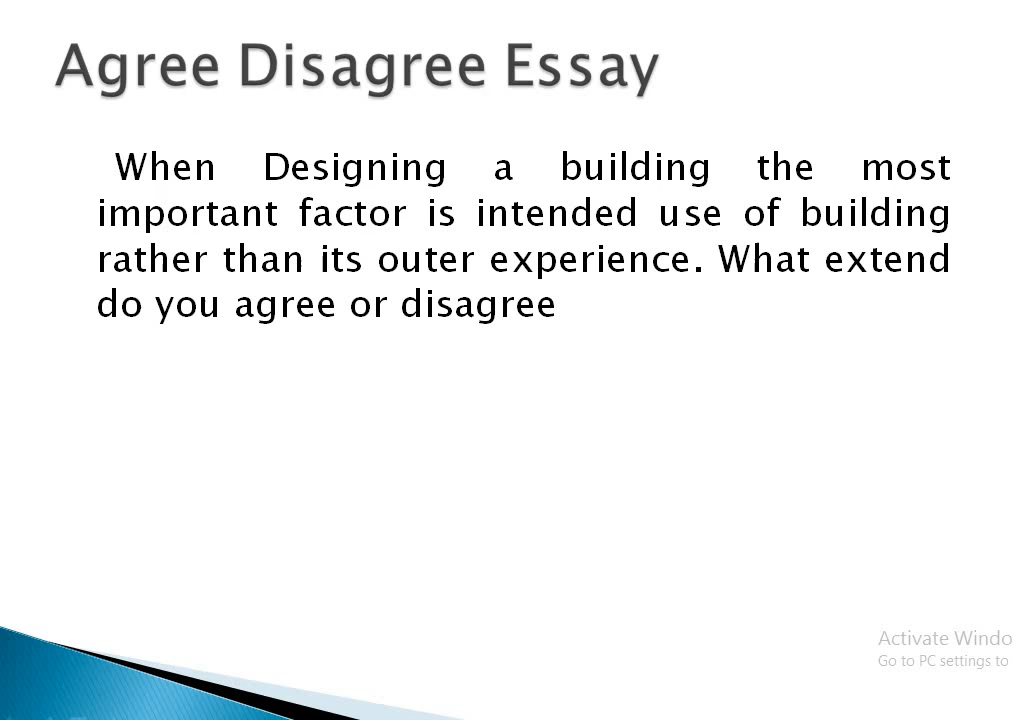 Agree Disagree Essay
When Designing a building the most
important factor is intended use of building
rather than its outer experience. What extend
do you agree or disagree
Activate Windo
Go to PC settings to